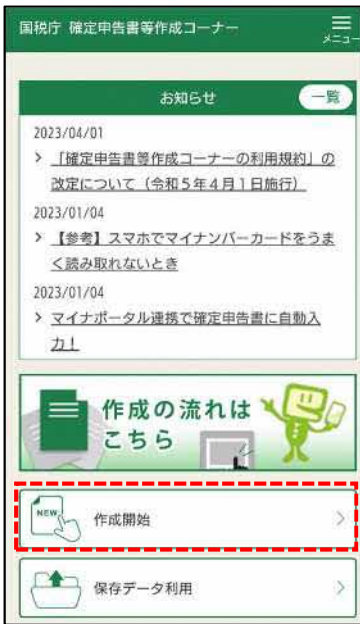 国税庁 確定申告書等作成コーナー
メニュー
お知らせ
一覧
2023/04/01
> 「確定申告書等作成コーナーの利用規約」の
改定について（令和５年４月１日施行）
2023/01/04
> 【参考】スマホでマイナンバーカードをうま
く読み取れないとき
2023/01/04
> マイナポータル連携で確定申告書に自動入
力！
作成の流れは
こちら
NEW
作成開始
保存データ利用